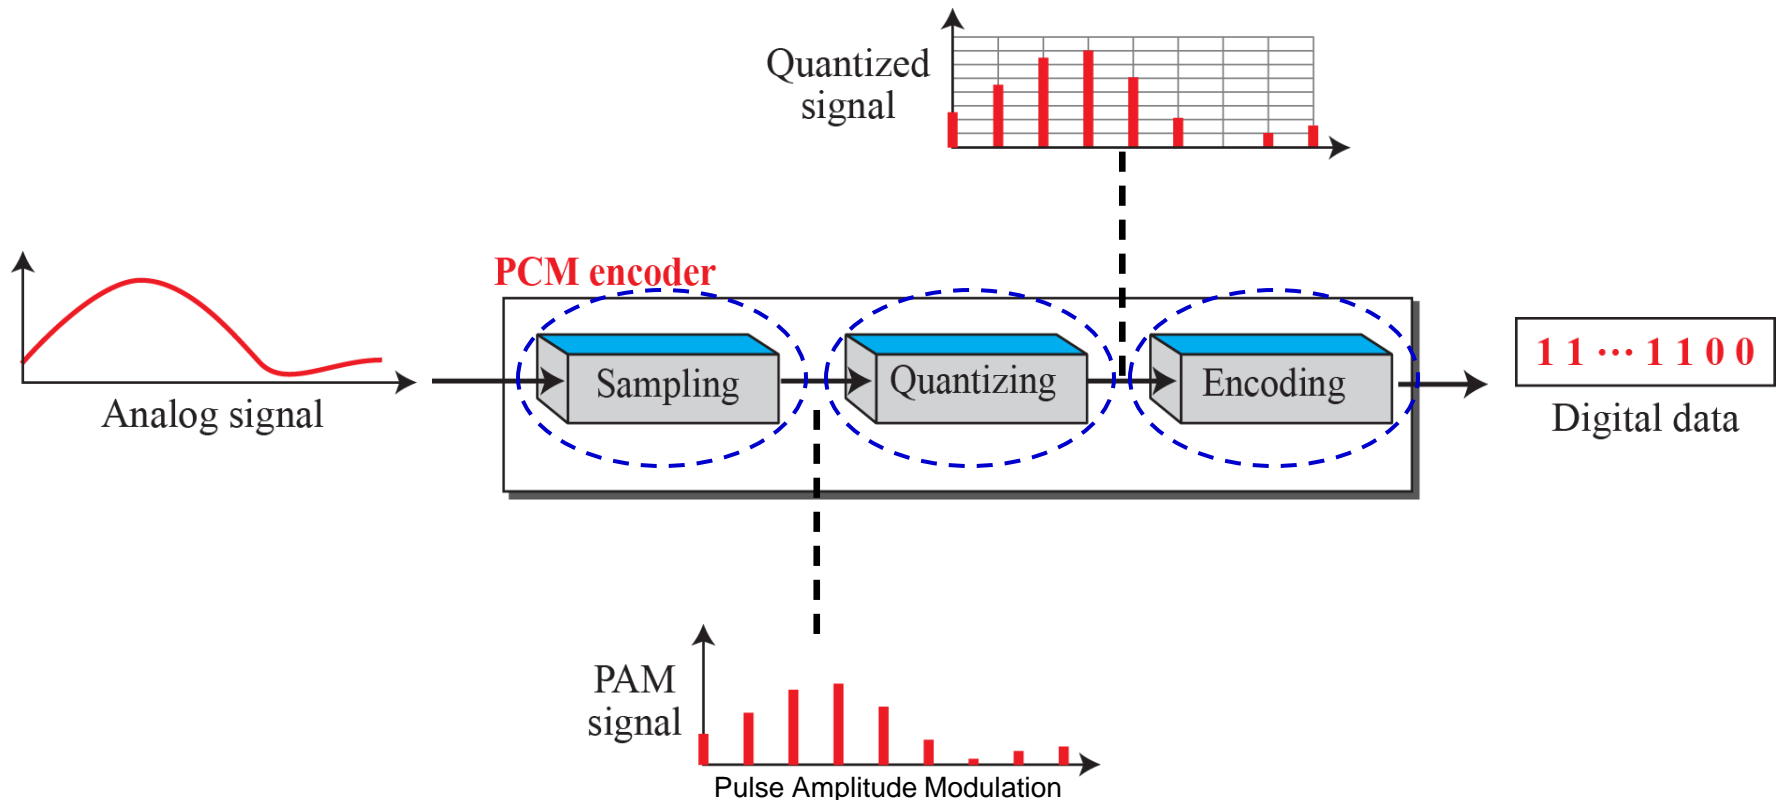 Quantized
signal
PCM encoder
Sampling
Quantizing
Encoding
1 1 ··· 1 1 0 0
Analog signal
Digital data
PAM
signal
Pulse Amplitude Modulation